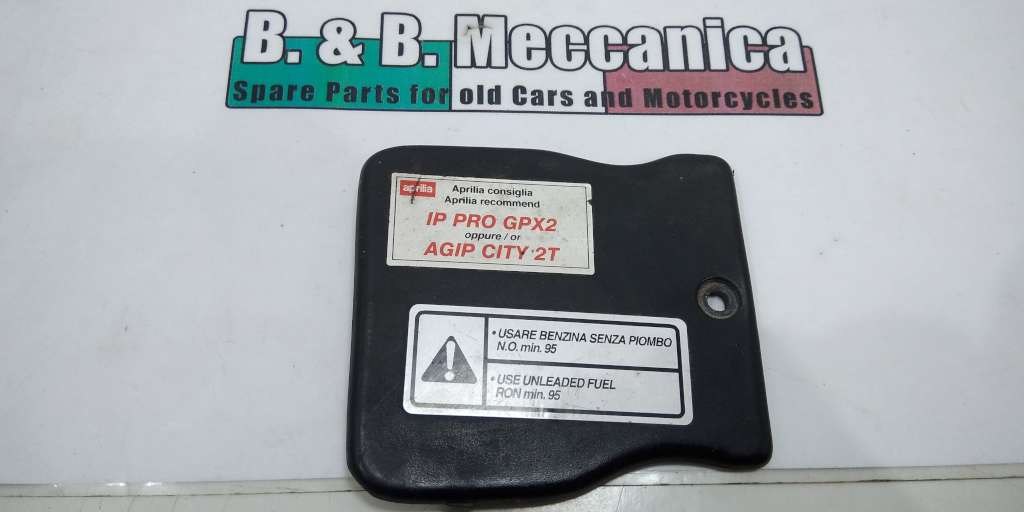 B. & B. Meccanica
Spare Parts for old Cars and Motorcycles
aprilia
Aprilia consiglia
Aprilia recommend
IP PRO GPX2
oppure / or
AGIP CITY 2T
• USARE BENZINA SENZA PIOMBO
N.O. min. 95
• USE UNLEADED FUEL
RON min. 95